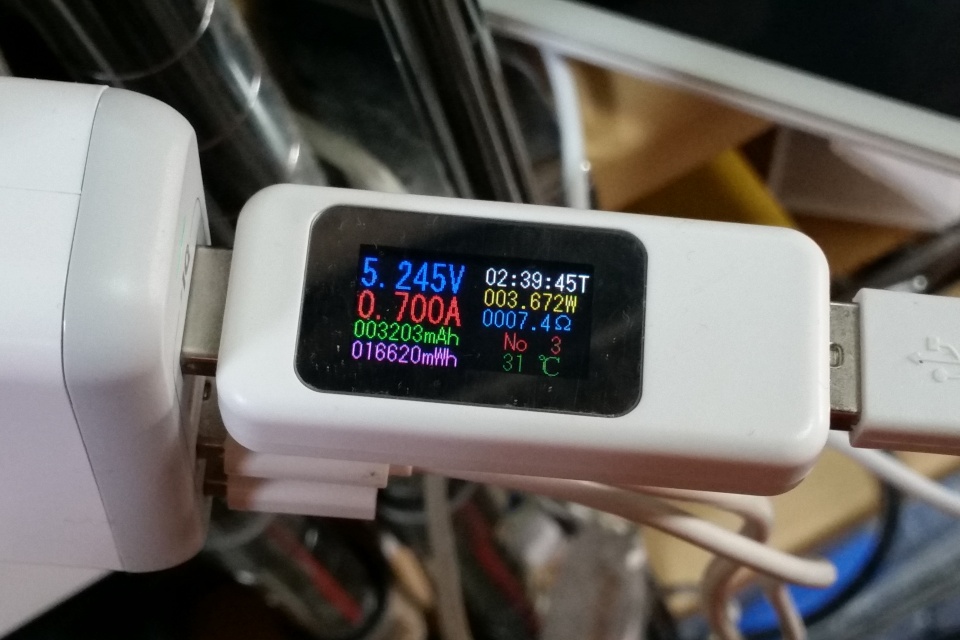 5.245V
0.700A
003203mAh
016620mWh
02:39:45T
003.672W
0007.4Ω
No 3
31 ℃